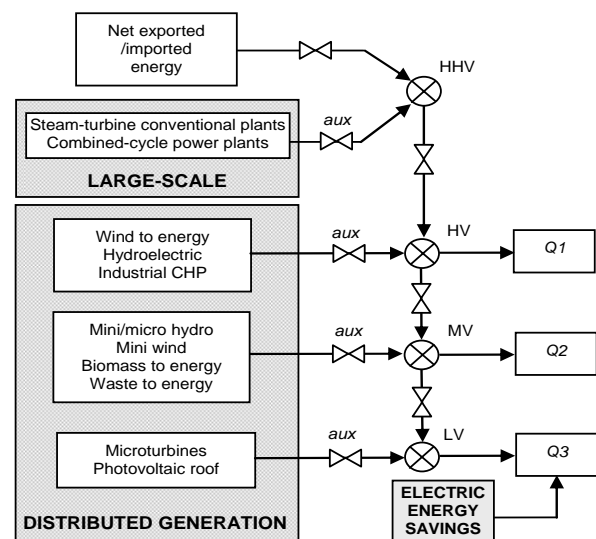 Net exported
/imported
energy
HHV
aux
Steam-turbine conventional plants
Combined-cycle power plants
LARGE-SCALE
Wind to energy
Hydroelectric
Industrial CHP
aux
HV
Q1
Mini/micro hydro
Mini wind
Biomass to energy
Waste to energy
aux
MV
Q2
Microturbines
Photovoltaic roof
aux
LV
Q3
DISTRIBUTED GENERATION
ELECTRIC
ENERGY
SAVINGS